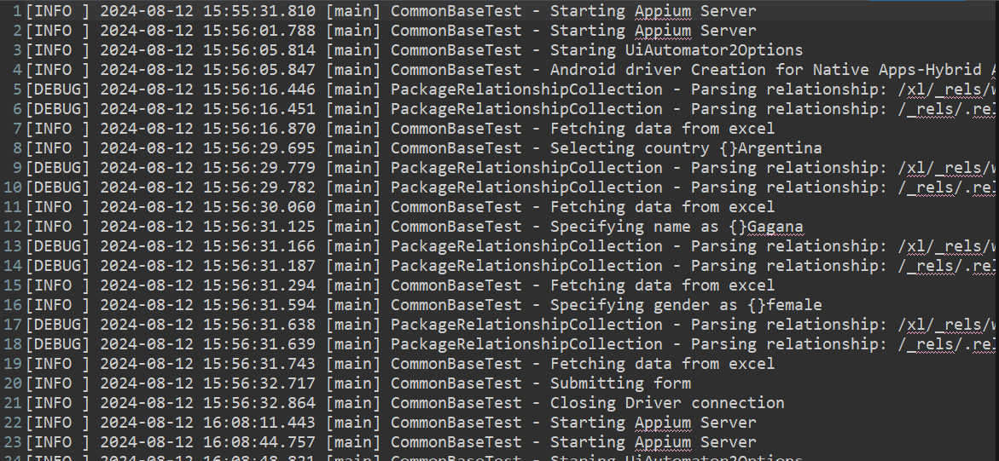 1 [INFO ] 2024-08-12 15:55:31.810 [main] CommonBaseTest - Starting Appium Server
2 [INFO ] 2024-08-12 15:56:01.788 [main] CommonBaseTest - Starting Appium Server
3 [INFO ] 2024-08-12 15:56:05.814 [main] CommonBaseTest - Staring UiAutomator2Options
4 [INFO ] 2024-08-12 15:56:05.847 [main] CommonBaseTest - Android driver Creation for Native Apps-Hybrid A
5 [DEBUG] 2024-08-12 15:56:16.446 [main] PackageRelationshipCollection - Parsing relationship: /xl/_rels/w
6 [DEBUG] 2024-08-12 15:56:16.451 [main] PackageRelationshipCollection - Parsing relationship: /_rels/.rel
7 [INFO ] 2024-08-12 15:56:16.870 [main] CommonBaseTest - Fetching data from excel
8 [INFO ] 2024-08-12 15:56:29.695 [main] CommonBaseTest - Selecting country {}Argentina
9 [DEBUG] 2024-08-12 15:56:29.779 [main] PackageRelationshipCollection - Parsing relationship: /xl/_rels/w
10 [DEBUG] 2024-08-12 15:56:29.782 [main] PackageRelationshipCollection - Parsing relationship: /_rels/.rel
11 [INFO ] 2024-08-12 15:56:30.060 [main] CommonBaseTest - Fetching data from excel
12 [INFO ] 2024-08-12 15:56:31.125 [main] CommonBaseTest - Specifying name as {}Gagana
13 [DEBUG] 2024-08-12 15:56:31.166 [main] PackageRelationshipCollection - Parsing relationship: /xl/_rels/w
14 [DEBUG] 2024-08-12 15:56:31.187 [main] PackageRelationshipCollection - Parsing relationship: /_rels/.rel
15 [INFO ] 2024-08-12 15:56:31.294 [main] CommonBaseTest - Fetching data from excel
16 [INFO ] 2024-08-12 15:56:31.594 [main] CommonBaseTest - Specifying gender as {}female
17 [DEBUG] 2024-08-12 15:56:31.638 [main] PackageRelationshipCollection - Parsing relationship: /xl/_rels/w
18 [DEBUG] 2024-08-12 15:56:31.639 [main] PackageRelationshipCollection - Parsing relationship: /_rels/.rel
19 [INFO ] 2024-08-12 15:56:31.743 [main] CommonBaseTest - Fetching data from excel
20 [INFO ] 2024-08-12 15:56:32.717 [main] CommonBaseTest - Submitting form
21 [INFO ] 2024-08-12 15:56:32.864 [main] CommonBaseTest - Closing Driver connection
22 [INFO ] 2024-08-12 16:08:11.443 [main] CommonBaseTest - Starting Appium Server
23 [INFO ] 2024-08-12 16:08:44.757 [main] CommonBaseTest - Starting Appium Server
24 [INFO ] 2024-08-12 16:08:48.821 [main] CommonBaseTest - Staring UiAutomator2Options